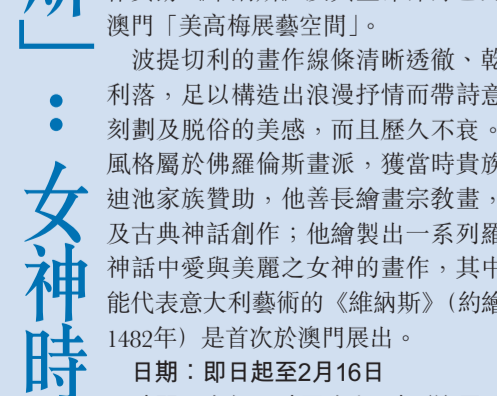 所」：女神時
澳門「美高梅展藝空間」。
波提切利的畫作線條清晰透徹、乾
利落，足以構造出浪漫抒情而帶詩意
刻劃及脫俗的美感，而且歷久不衰。
風格屬於佛羅倫斯畫派，獲當時貴族
迪池家族贊助，他善長繪畫宗教畫，
及古典神話創作；他繪製出一系列羅
神話中愛與美麗之女神的畫作，其中
能代表意大利藝術的《維納斯》(約繪
1482年）是首次於澳門展出。
日期：即日起至2月16日